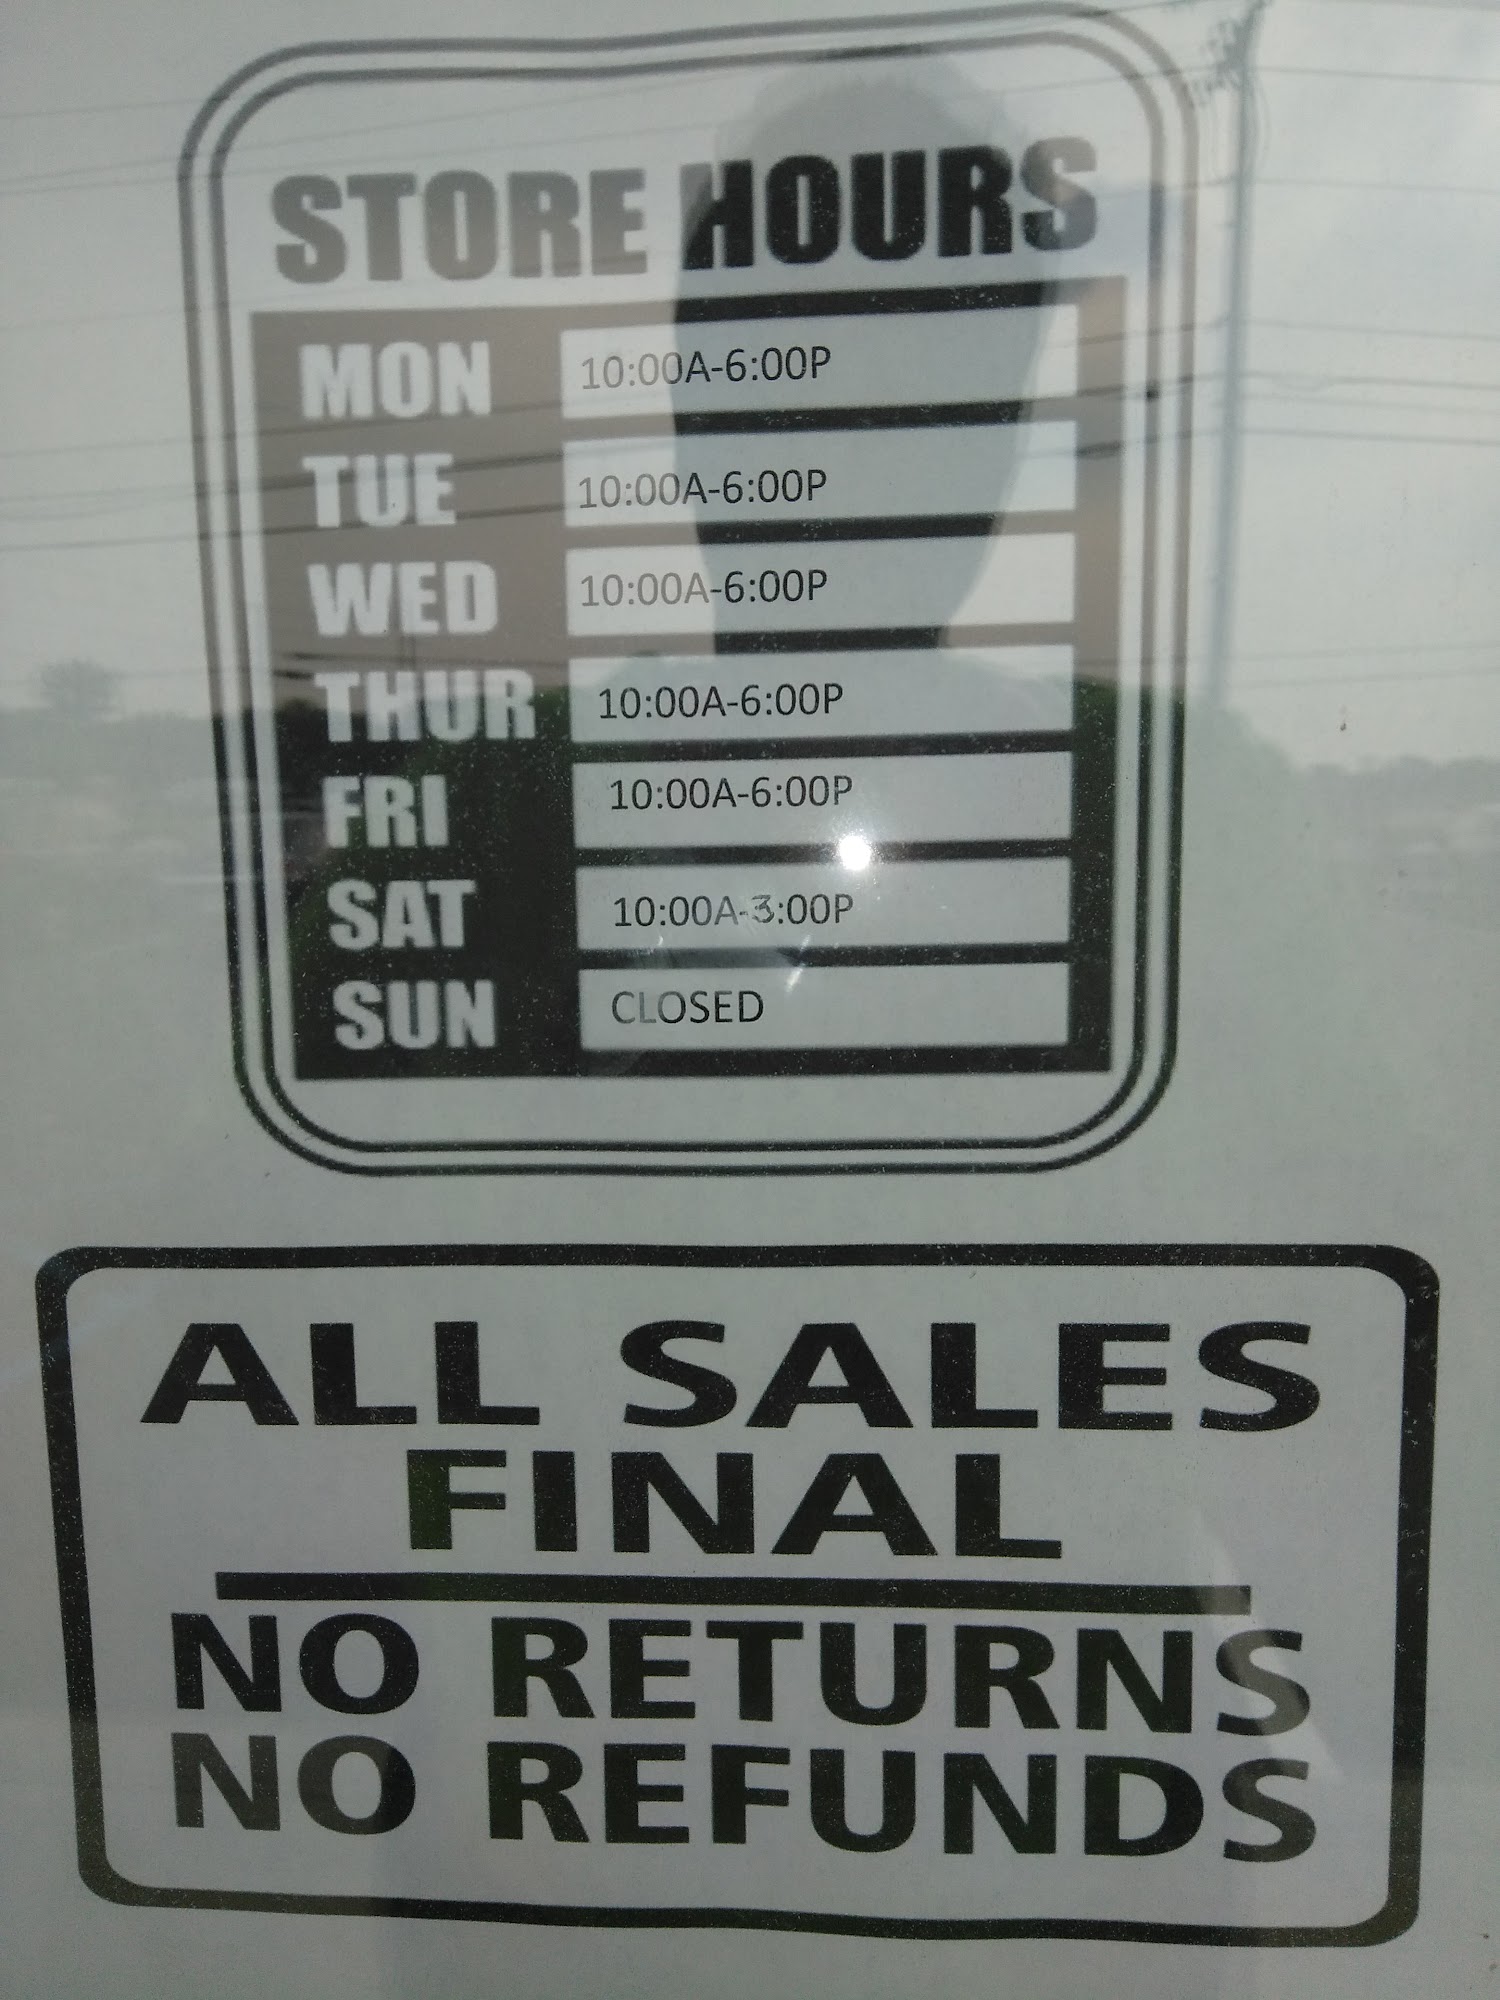 STORE HOURS
MON 10:00A-6:00P
TUE 10:00A-6:00P
WED 10:00A-6:00P
THUR 10:00A-6:00P
FRI 10:00A-6:00P
SAT 10:00A-3:00P
SUN CLOSED
ALL SALES
FINAL
NO RETURNS
NO REFUNDS